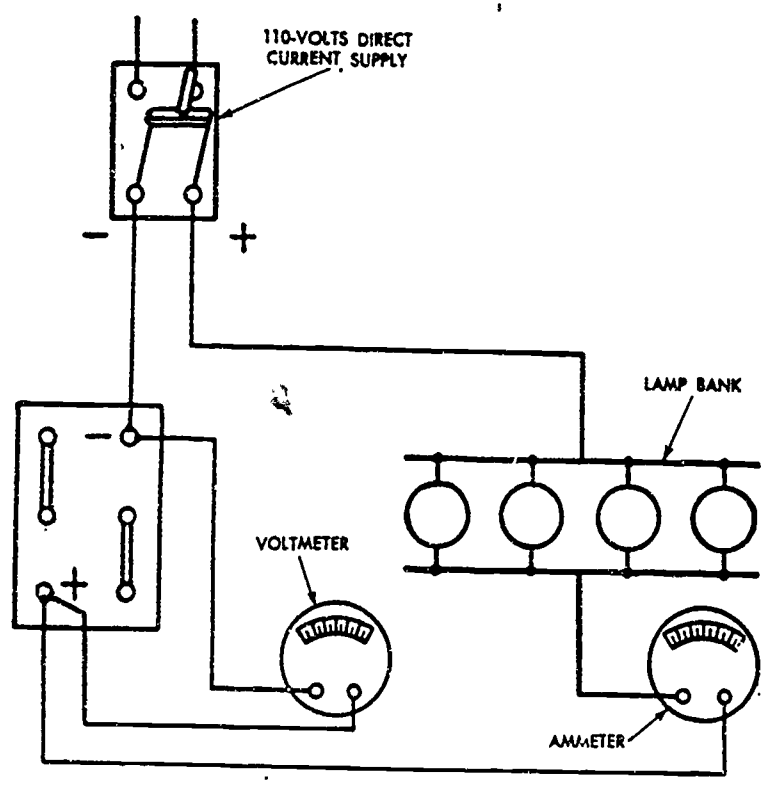 110-VOLTS DIRECT
CURRENT SUPPLY
- +
LAMP BANK
-
VOLTMETER
+
AMMETER